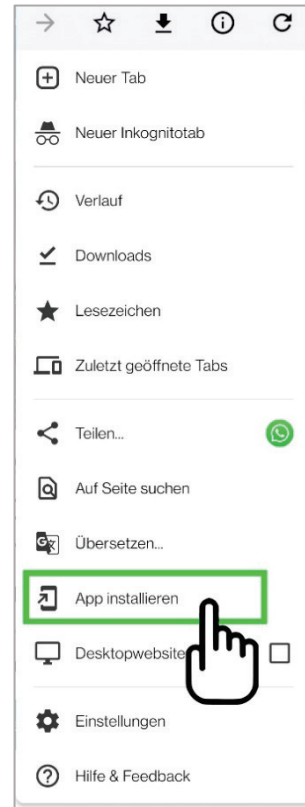 Neuer Tab
Neuer Inkognitotab
Verlauf
Downloads
Lesezeichen
Zuletzt geöffnete Tabs
Teilen...
Auf Seite suchen
Übersetzen...
App installieren
Desktopwebsite
Einstellungen
Hilfe & Feedback